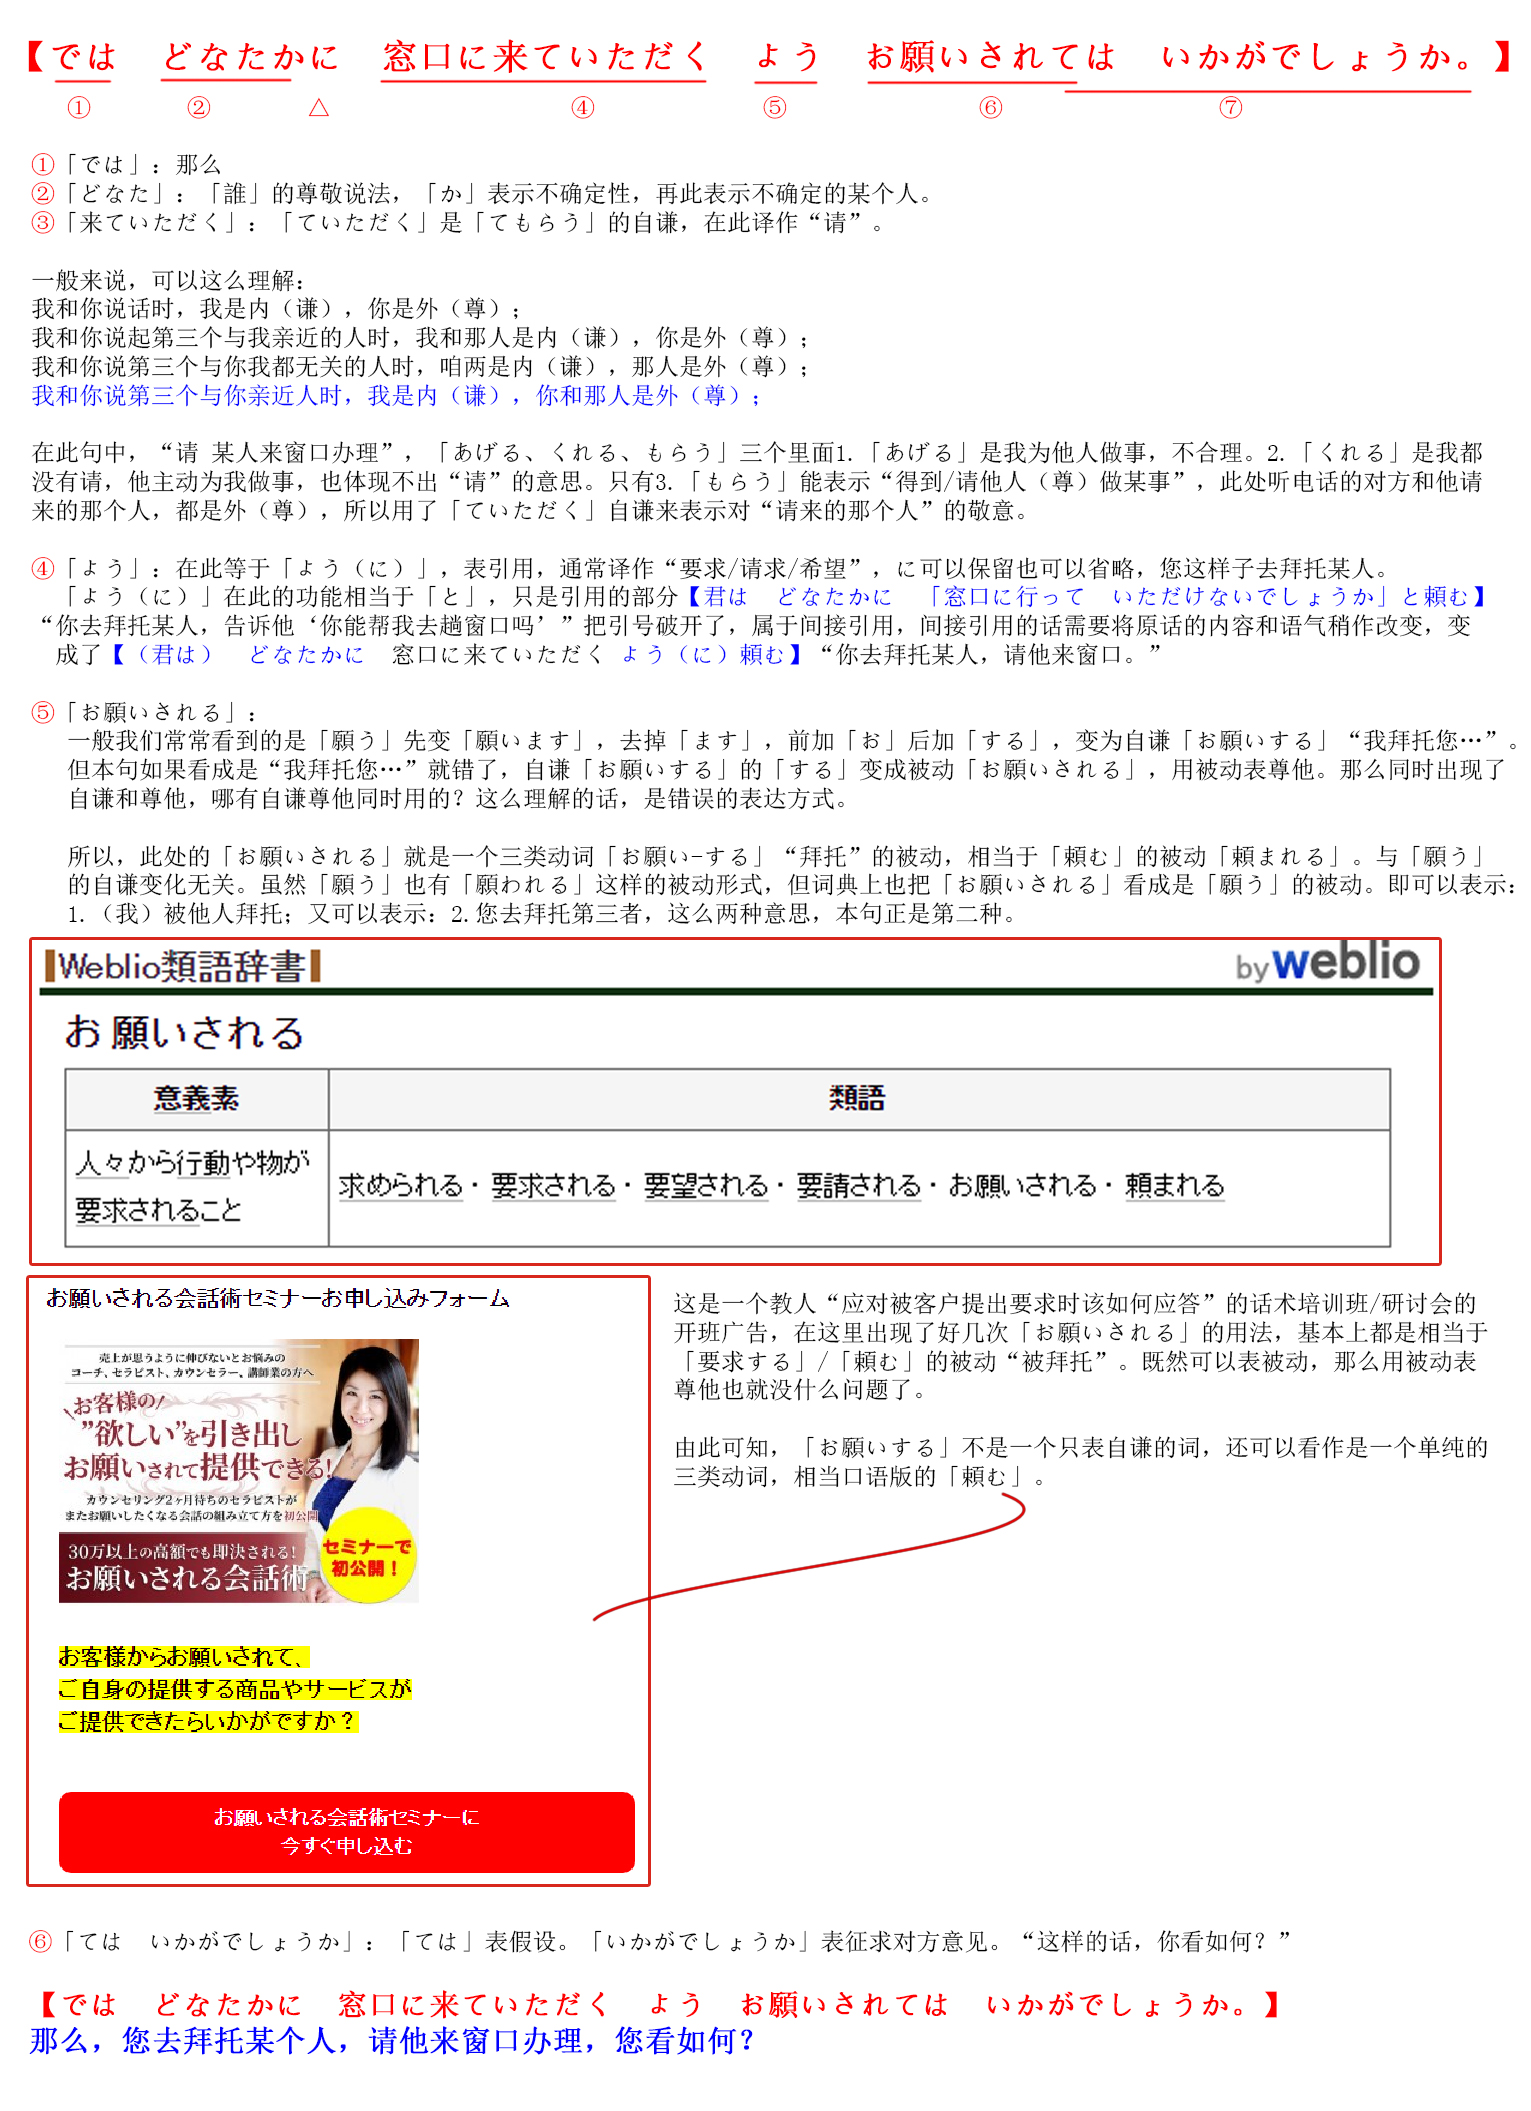 【では　どなたかに　窓口に来ていただく　よう　お願いされては　いかがでしょうか。】
① ② △ ④ ⑤ ⑥ ⑦
①「では」：那么
②「どなた」：「誰」的尊敬说法，「か」表示不确定性，再此表示不确定的某个人。
③「来ていただく」：「ていただく」是「てもらう」的自谦，在此译作“请”。
一般来说，可以这么理解：
我和你说话时，我是内（谦），你是外（尊）；
我和你说起第三个与我亲近的人时，我和那人是内（谦），你是外（尊）；
我和你说第三个与你我都无关的人时，咱两是内（谦），那人是外（尊）；
我和你说第三个与你亲近人时，我是内（谦），你和那人是外（尊）；
在此句中，“请 某人来窗口办理”，「あげる、くれる、もらう」三个里面1.「あげる」是我为他人做事，不合理。2.「くれる」是我都
没有请，他主动为我做事，也体现不出“请”的意思。只有3.「もらう」能表示“得到/请他人（尊）做某事”，此处听电话的对方和他请
来的那个人，都是外（尊），所以用了「ていただく」自谦来表示对“请来的那个人”的敬意。
④「よう」：在此等于「よう（に）」，表引用，通常译作“要求/请求/希望”，に可以保留也可以省略，您这样子去拜托某人。
「よう（に）」在此的功能相当于「と」，只是引用的部分【君は　どなたかに　「窓口に行って　いただけないでしょうか」と頼む】
“你去拜托某人，告诉他‘你能帮我去趟窗口吗’”把引号破开了，属于间接引用，间接引用的话需要将原话的内容和语气稍作改变，变
成了【（君は）　どなたかに　窓口に来ていただく よう（に）頼む】“你去拜托某人，请他来窗口。”
⑤「お願いされる」：
一般我们常常看到的是「願う」先变「願います」，去掉「ます」，前加「お」后加「する」，变为自谦「お願いする」“我拜托您…”。
但本句如果看成是“我拜托您…”就错了，自谦「お願いする」的「する」变成被动「お願いされる」，用被动表尊他。那么同时出现了
自谦和尊他，哪有自谦尊他同时用的？这么理解的话，是错误的表达方式。
所以，此处的「お願いされる」就是一个三类动词「お願い-する」“拜托”的被动，相当于「頼む」的被动「頼まれる」。与「願う」
的自谦变化无关。虽然「願う」也有「願われる」这样的被动形式，但词典上也把「お願いされる」看成是「願う」的被动。即可以表示：
1.（我）被他人拜托；又可以表示：2.您去拜托第三者，这么两种意思，本句正是第二种。
Weblio類語辞書
by weblio
お願いされる
意義素
類語
人々から行動や物が
要求されること
求められる・ 要求される・ 要望される・ 要請される・ お願いされる・ 頼まれる
お願いされる会話術セミナーお申し込みフォーム
売上が思うように伸びないとお悩みの
コーチ、セラピスト、カウンセラー、講師業の方へ
お客様の
”欲しい”を引き出し
お願いされて提供できる！
カウンセリング2ヶ月待ちのセラピストが
またお願いしたくなる会話の組み立て方を初公開
30万以上の高額でも即決される！
お願いされる会話術
セミナーで
初公開！
お客様からお願いされて、
ご自身の提供する商品やサービスが
ご提供できたらいかがですか？
お願いされる会話術セミナーに
今すぐ申し込む
这是一个教人“应对被客户提出要求时该如何应答”的话术培训班/研讨会的
开班广告，在这里出现了好几次「お願いされる」的用法，基本上都是相当于
「要求する」/「頼む」的被动“被拜托”。既然可以表被动，那么用被动表
尊他也就没什么问题了。
由此可知，「お願いする」不是一个只表自谦的词，还可以看作是一个单纯的
三类动词，相当口语版的「頼む」。
⑥「ては　いかがでしょうか」：「ては」表假设。「いかがでしょうか」表征求对方意见。“这样的话，你看如何？”
【では　どなたかに　窓口に来ていただく　よう　お願いされては　いかがでしょうか。】
那么，您去拜托某个人，请他来窗口办理，您看如何？